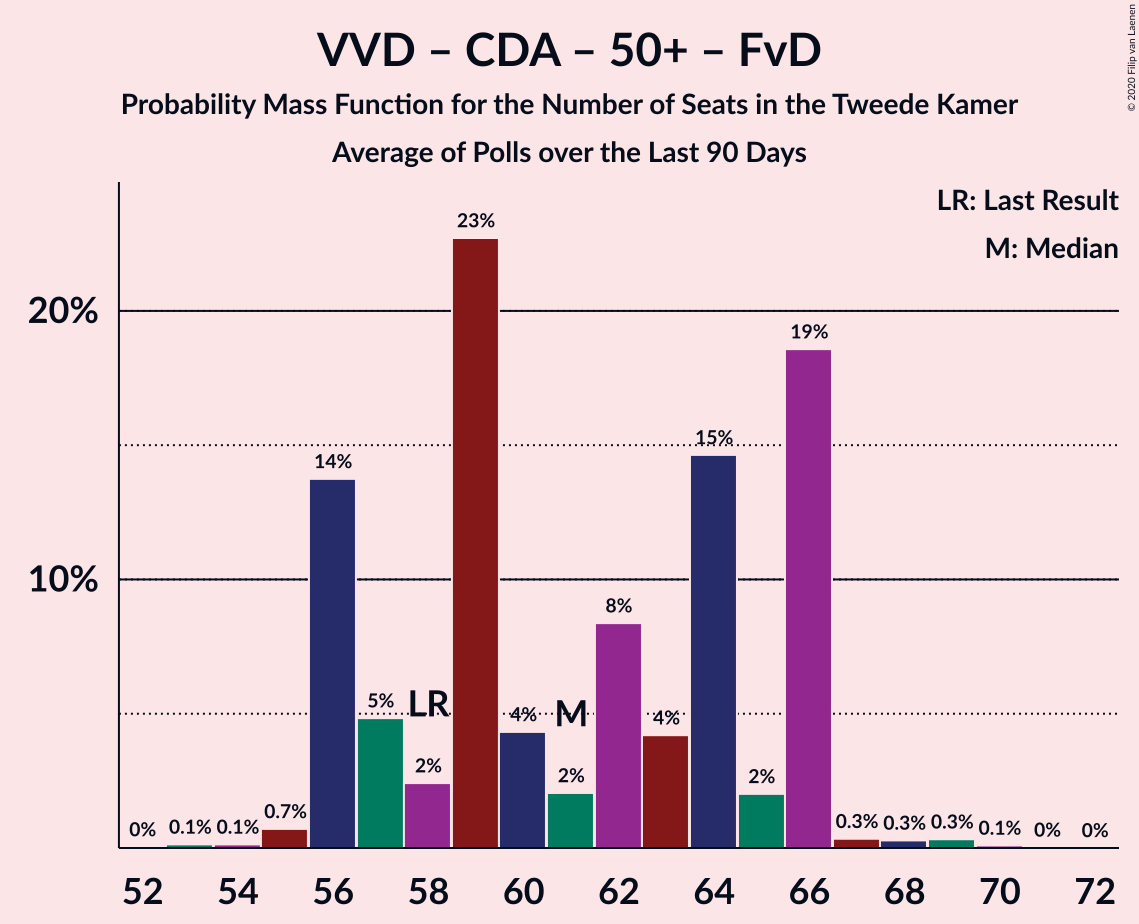 VVD – CDA – 50+ – FvD
Probability Mass Function for the Number of Seats in the Tweede Kamer
Average of Polls over the Last 90 Days
© 2020 Filip van Laenen
LR: Last Result
M: Median
20%
10%
0%
0.1%
0.1%
0.7%
14%
5%
LR
2%
23%
4%
M
2%
8%
4%
15%
2%
19%
0.3%
0.3%
0.3%
0.1%
0%
0%
52 54 56 58 60 62 64 66 68 70 72